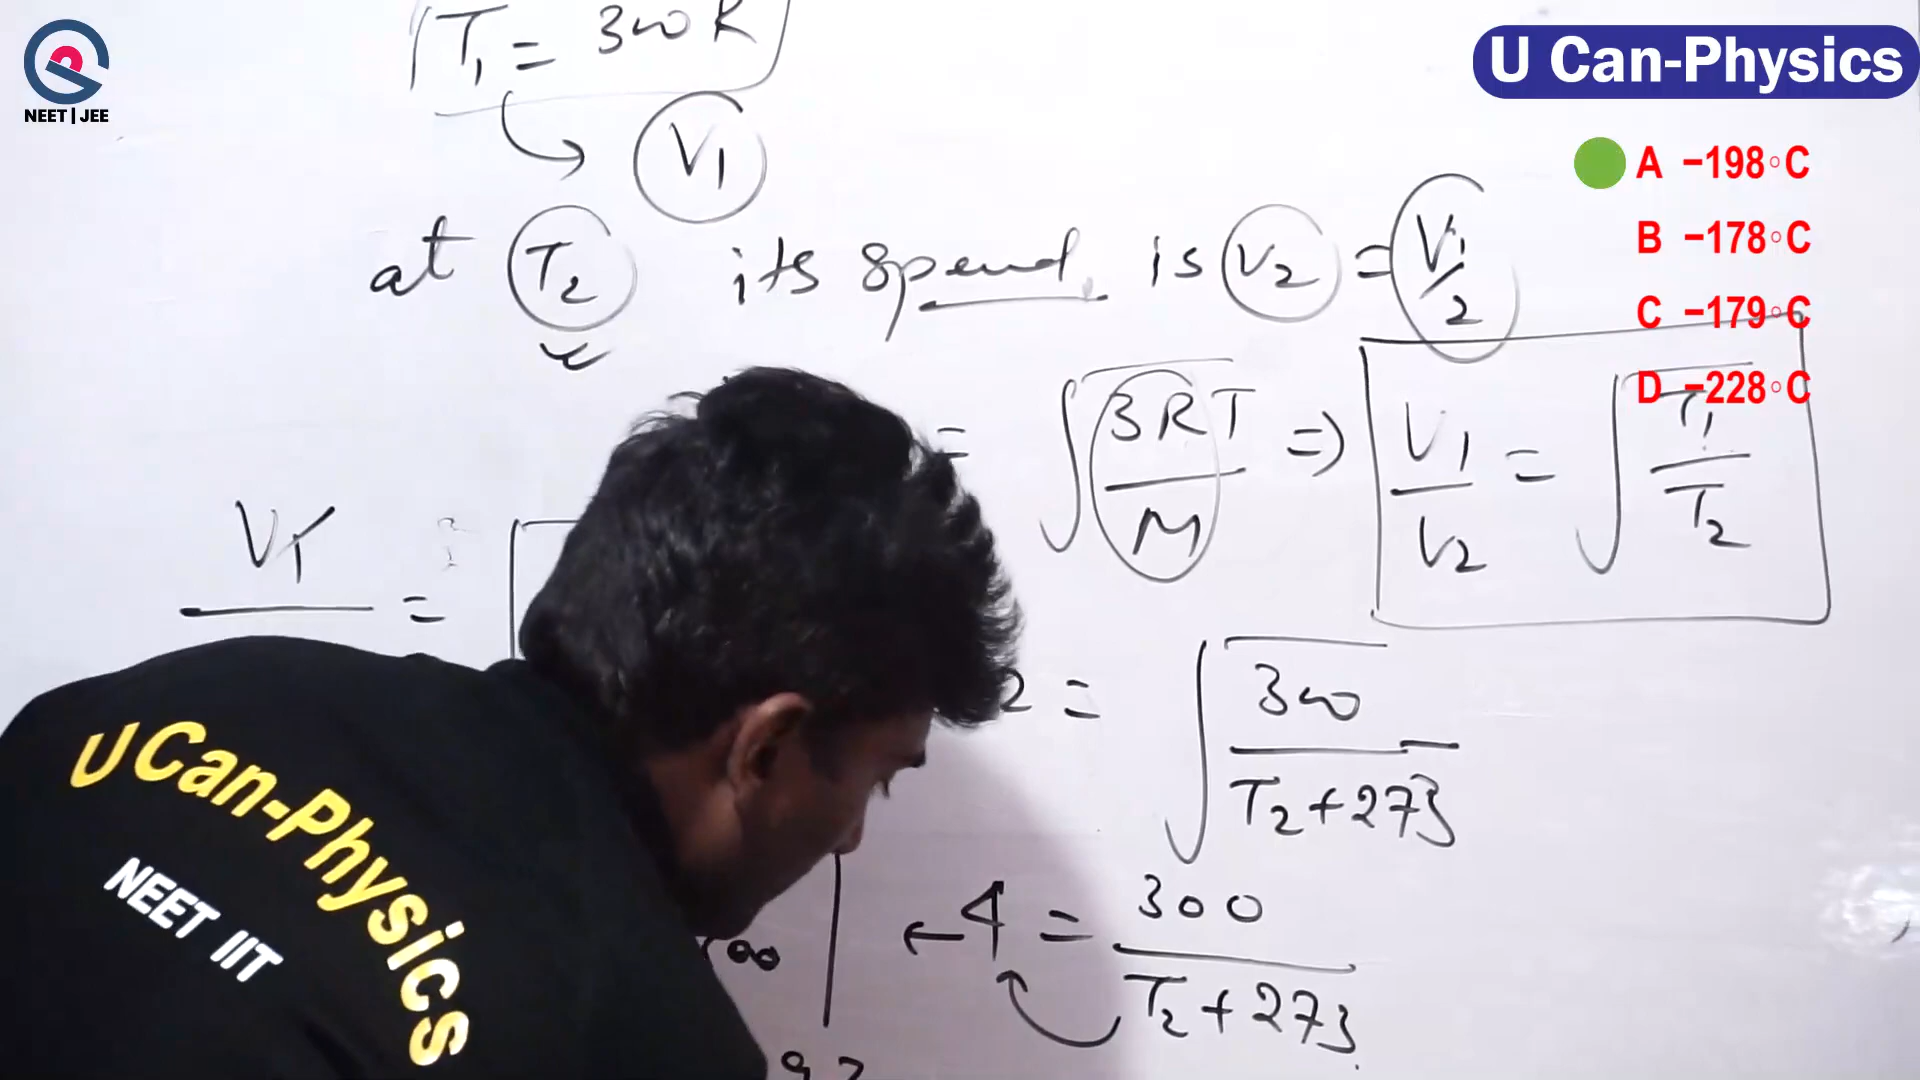 NEET | JEE
U Can-Physics
T₁ = 300 K
V₁
A −198◦C
B −178◦C
C −179◦C
D −228◦C
at T₂ its speed is V₂ = V₁/2
= √(3RT/M) ⇒ V₁/V₂ = √(T₁/T₂)
V₁
=
2 = √(300/(T₂+273))
← 4 = 300/(T₂+273)
U Can-Physics
NEET IIT